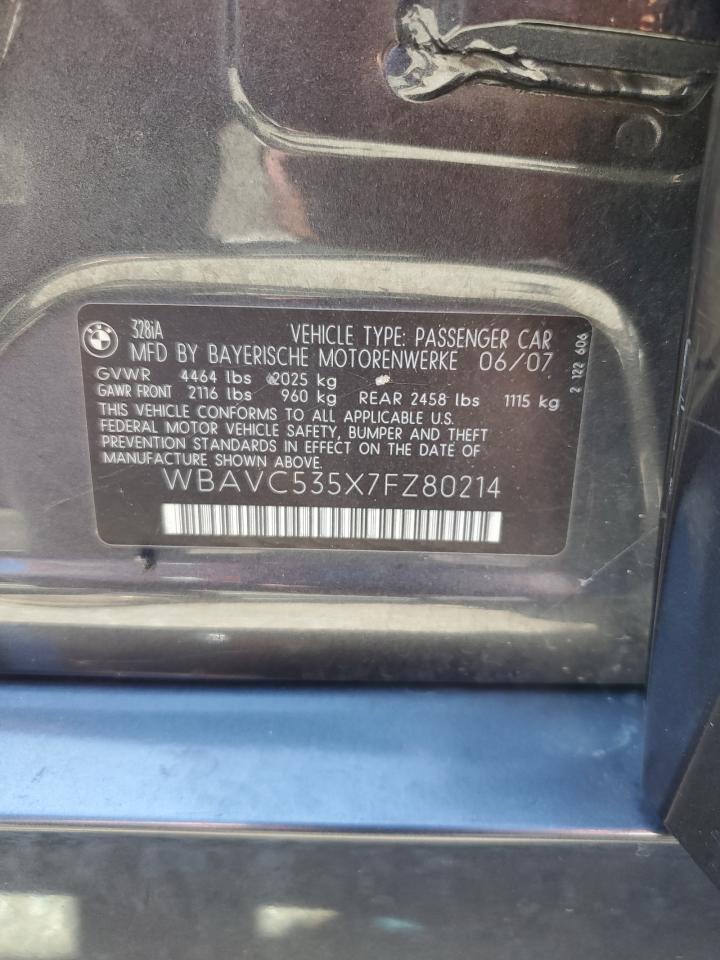 BMW
328iA
VEHICLE TYPE: PASSENGER CAR
MFD BY BAYERISCHE MOTORENWERKE 06/07
GVWR 4464 lbs 2025 kg
GAWR FRONT 2116 lbs 960 kg REAR 2458 lbs 1115 kg
THIS VEHICLE CONFORMS TO ALL APPLICABLE U.S.
FEDERAL MOTOR VEHICLE SAFETY, BUMPER AND THEFT
PREVENTION STANDARDS IN EFFECT ON THE DATE OF
MANUFACTURE SHOWN ABOVE.
WBAVC535X7FZ80214
2 122 606